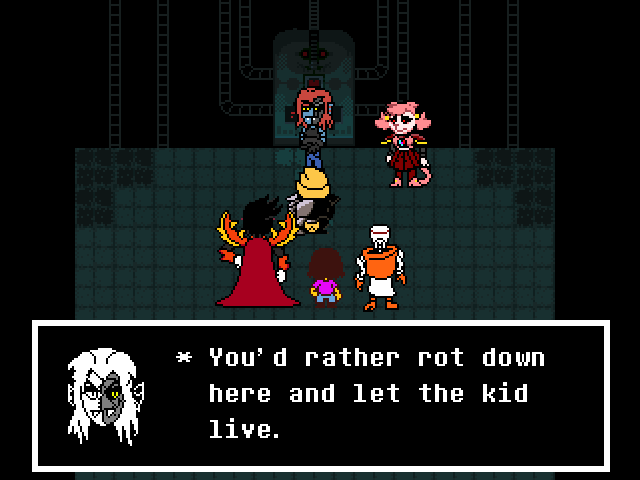 * You'd rather rot down
here and let the kid
live.